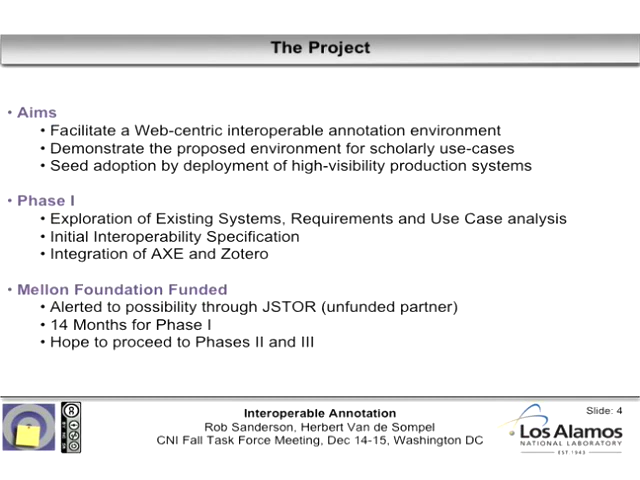 The Project
• Aims
• Facilitate a Web-centric interoperable annotation environment
• Demonstrate the proposed environment for scholarly use-cases
• Seed adoption by deployment of high-visibility production systems
• Phase I
• Exploration of Existing Systems, Requirements and Use Case analysis
• Initial Interoperability Specification
• Integration of AXE and Zotero
• Mellon Foundation Funded
• Alerted to possibility through JSTOR (unfunded partner)
• 14 Months for Phase I
• Hope to proceed to Phases II and III
Interoperable Annotation
Rob Sanderson, Herbert Van de Sompel
CNI Fall Task Force Meeting, Dec 14-15, Washington DC
Slide: 4
Los Alamos
NATIONAL LABORATORY
EST.1943